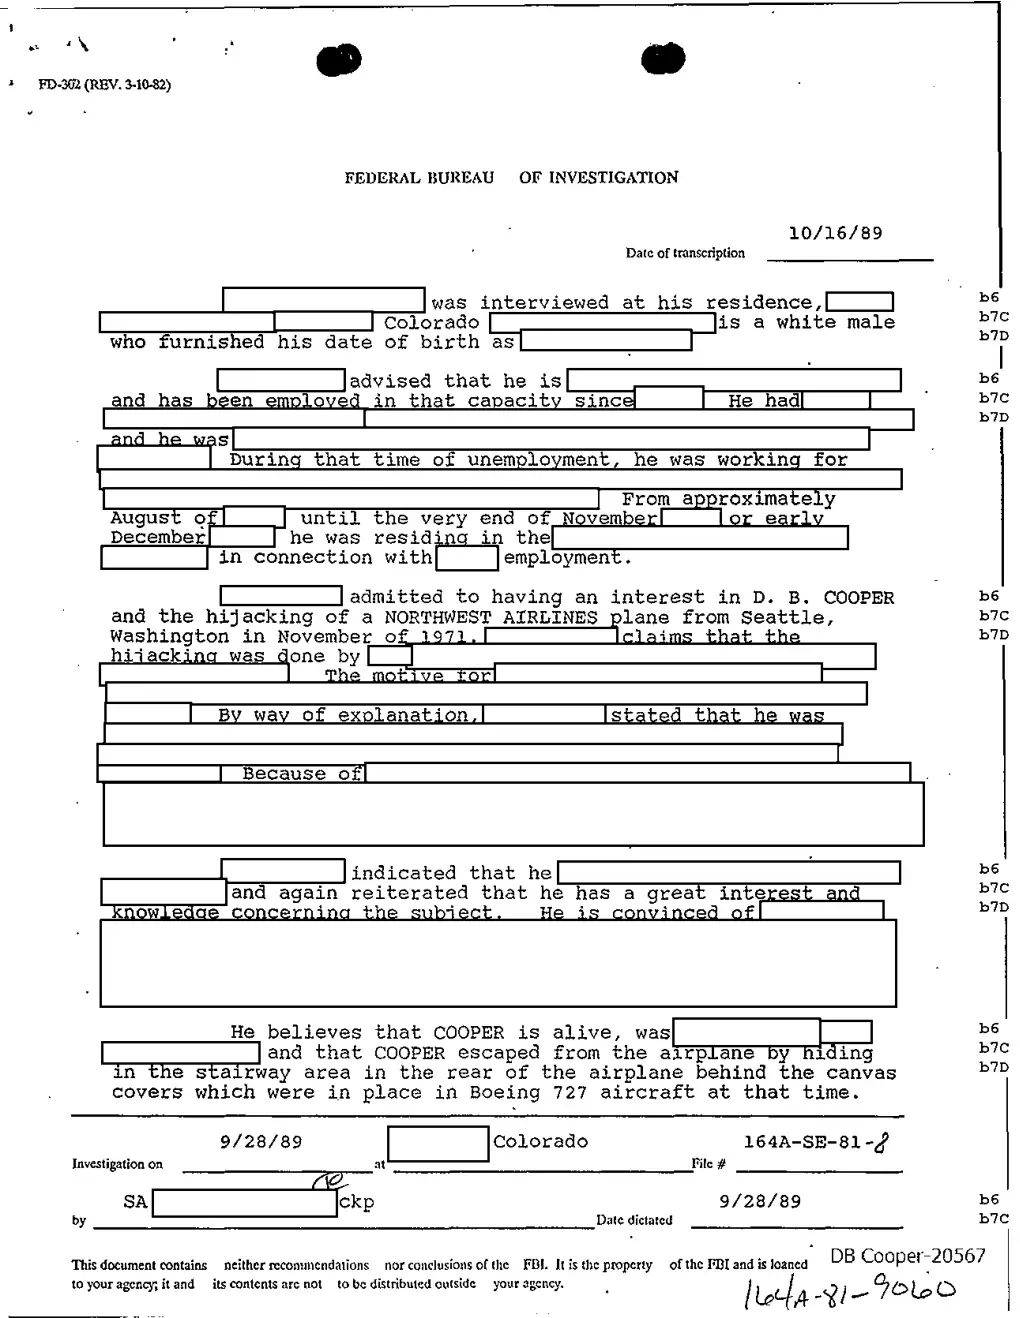 FD-302 (REV. 3-10-82)
FEDERAL BUREAU OF INVESTIGATION
10/16/89
Date of transcription
was interviewed at his residence, b6
Colorado is a white male b7C
who furnished his date of birth as b7D
advised that he is b6
and has been employed in that capacity since He had b7C
b7D
and he was
During that time of unemployment, he was working for
From approximately
August of until the very end of November or early
December he was residing in the
in connection with employment.
admitted to having an interest in D. B. COOPER b6
and the hijacking of a NORTHWEST AIRLINES plane from Seattle, b7C
Washington in November of 1971. claims that the b7D
hijacking was done by
The motive for
By way of explanation, stated that he was
Because of
indicated that he b6
and again reiterated that he has a great interest and b7C
knowledge concerning the subject. He is convinced of b7D
He believes that COOPER is alive, was b6
and that COOPER escaped from the airplane by hiding b7C
in the stairway area in the rear of the airplane behind the canvas b7D
covers which were in place in Boeing 727 aircraft at that time.
9/28/89 Colorado 164A-SE-81-8
Investigation on at File #
SA ckp 9/28/89 b6
by Date dictated b7C
This document contains neither recommendations nor conclusions of the FBI. It is the property of the FBI and is loaned
to your agency; it and its contents are not to be distributed outside your agency.
DB Cooper-20567
164A-81-9060